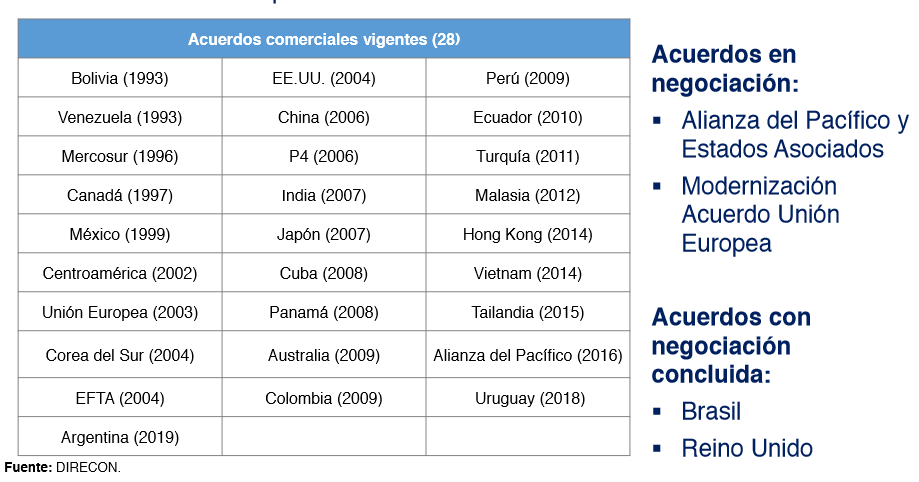 Acuerdos comerciales vigentes (28)
Bolivia (1993) EE.UU. (2004) Perú (2009)
Venezuela (1993) China (2006) Ecuador (2010)
Mercosur (1996) P4 (2006) Turquía (2011)
Canadá (1997) India (2007) Malasia (2012)
México (1999) Japón (2007) Hong Kong (2014)
Centroamérica (2002) Cuba (2008) Vietnam (2014)
Unión Europea (2003) Panamá (2008) Tailandia (2015)
Corea del Sur (2004) Australia (2009) Alianza del Pacífico (2016)
EFTA (2004) Colombia (2009) Uruguay (2018)
Argentina (2019)
Fuente: DIRECON.
Acuerdos en
negociación:
▪ Alianza del Pacífico y
Estados Asociados
▪ Modernización
Acuerdo Unión
Europea
Acuerdos con
negociación
concluida:
▪ Brasil
▪ Reino Unido